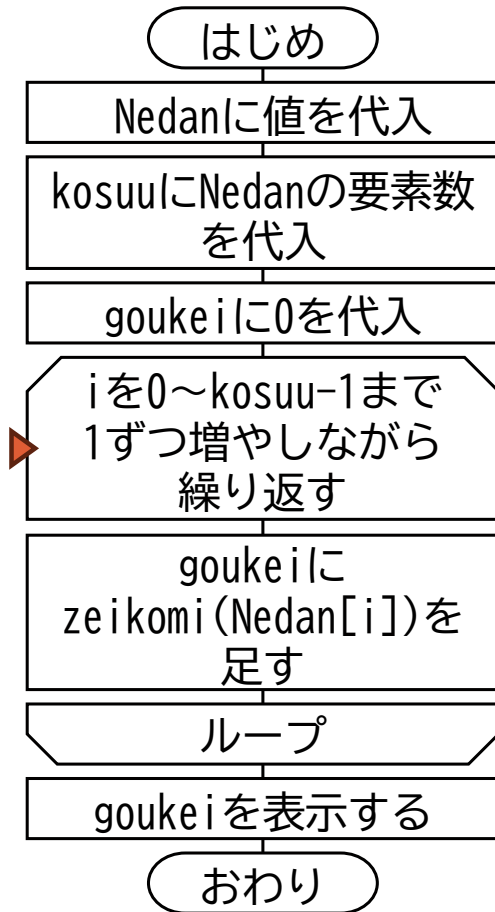 はじめ
Nedanに値を代入
kosuuにNedanの要素数
を代入
goukeiに0を代入
iを0～kosuu-1まで
1ずつ増やしながら
繰り返す
goukeiに
zeikomi(Nedan[i])を
足す
ループ
goukeiを表示する
おわり